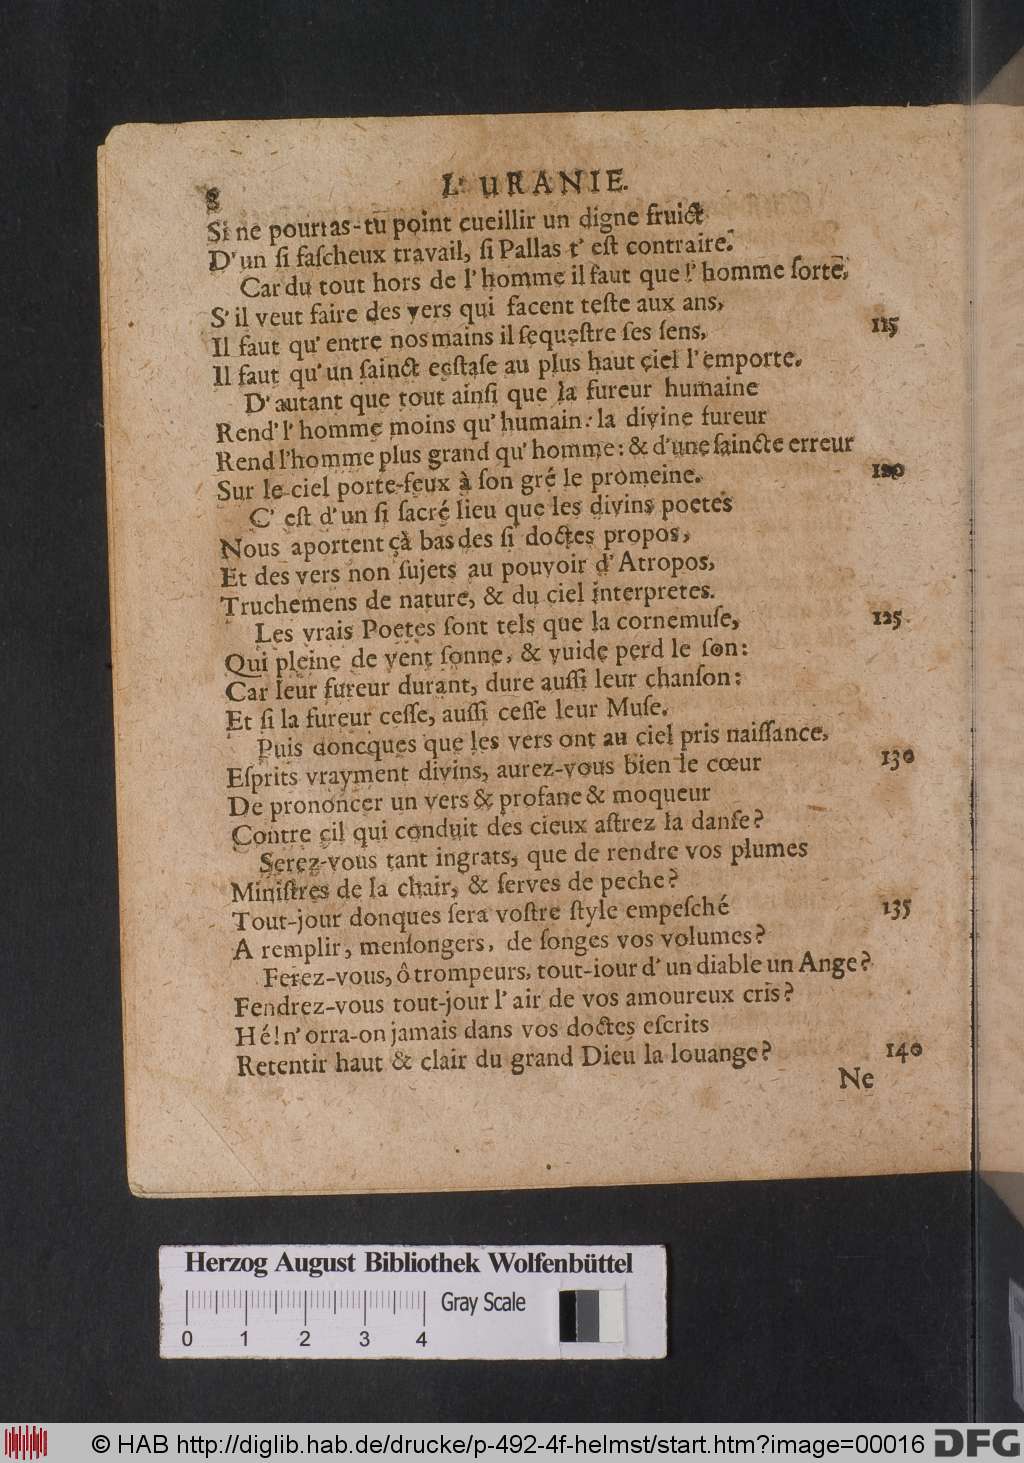 8
L' URANIE.
Si ne pourras-tu point cueillir un digne fruict
D'un si fascheux travail, si Pallas t'est contraire.
Car du tout hors de l'homme il faut que l'homme sorte,
S'il veut faire des vers qui facent teste aux ans,
Il faut qu'entre nos mains il sequestre ses sens, 115
Il faut qu'un sainct ecstase au plus haut ciel l'emporte.
D'autant que tout ainsi que la fureur humaine
Rend' l'homme moins qu'humain: la divine fureur
Rend l'homme plus grand qu'homme: & d'une saincte erreur
Sur le ciel porte-feux à son gré le promeine. 120
C'est d'un si sacré lieu que les divins poetes
Nous aportent çà bas des si doctes propos,
Et des vers non sujets au pouvoir d'Atropos,
Truchemens de nature, & du ciel interpretes.
Les vrais Poetes sont tels que la cornemuse, 125
Qui pleine de vent sonne, & vuide perd le son:
Car leur fureur durant, dure aussi leur chanson:
Et si la fureur cesse, aussi cesse leur Muse.
Puis doncques que les vers ont au ciel pris naissance,
Esprits vrayment divins, aurez-vous bien le cœur 130
De prononcer un vers & profane & moqueur
Contre cil qui conduit des cieux astrez la danse?
Serez-vous tant ingrats, que de rendre vos plumes
Ministres de la chair, & serves de peche?
Tout-jour donques sera vostre style empesché 135
A remplir, mensongers, de songes vos volumes?
Ferez-vous, ô trompeurs, tout-iour d'un diable un Ange?
Fendrez-vous tout-jour l'air de vos amoureux cris?
Hé! n'orra-on jamais dans vos doctes escrits
Retentir haut & clair du grand Dieu la louange? 140
Ne
Herzog August Bibliothek Wolfenbüttel
Gray Scale
0 1 2 3 4
© HAB http://diglib.hab.de/drucke/p-492-4f-helmst/start.htm?image=00016
DFG